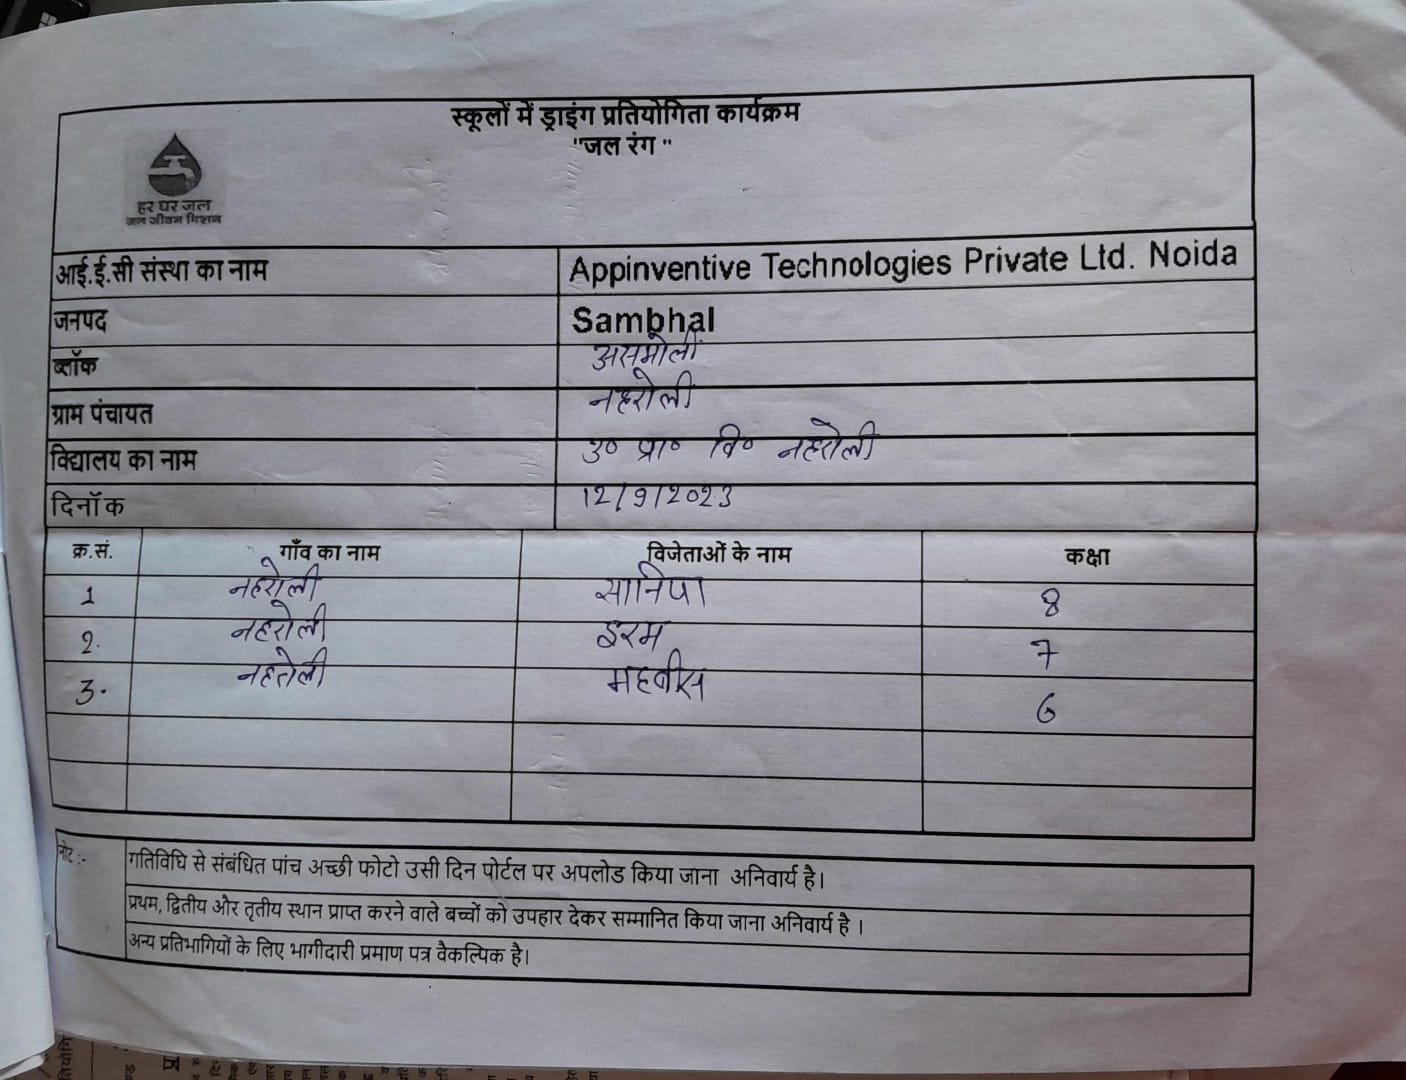 स्कूलों में ड्राइंग प्रतियोगिता कार्यक्रम
"जल रंग "
हर घर जल
जल जीवन मिशन
आई.ई.सी संस्था का नाम Appinventive Technologies Private Ltd. Noida
जनपद Sambhal
ब्लॉक असमोली
ग्राम पंचायत नहरोली
विद्यालय का नाम उ० प्रा० वि० नहरोली
दिनॉक 12/9/2023
क्र.सं. गाँव का नाम विजेताओं के नाम कक्षा
1 नहरोली सानिया 8
2. नहरोली इरम 7
3. नहरोली 6
नोट :- गतिविधि से संबंधित पांच अच्छी फोटो उसी दिन पोर्टल पर अपलोड किया जाना अनिवार्य है।
प्रथम, द्वितीय और तृतीय स्थान प्राप्त करने वाले बच्चों को उपहार देकर सम्मानित किया जाना अनिवार्य है ।
अन्य प्रतिभागियों के लिए भागीदारी प्रमाण पत्र वैकल्पिक है।